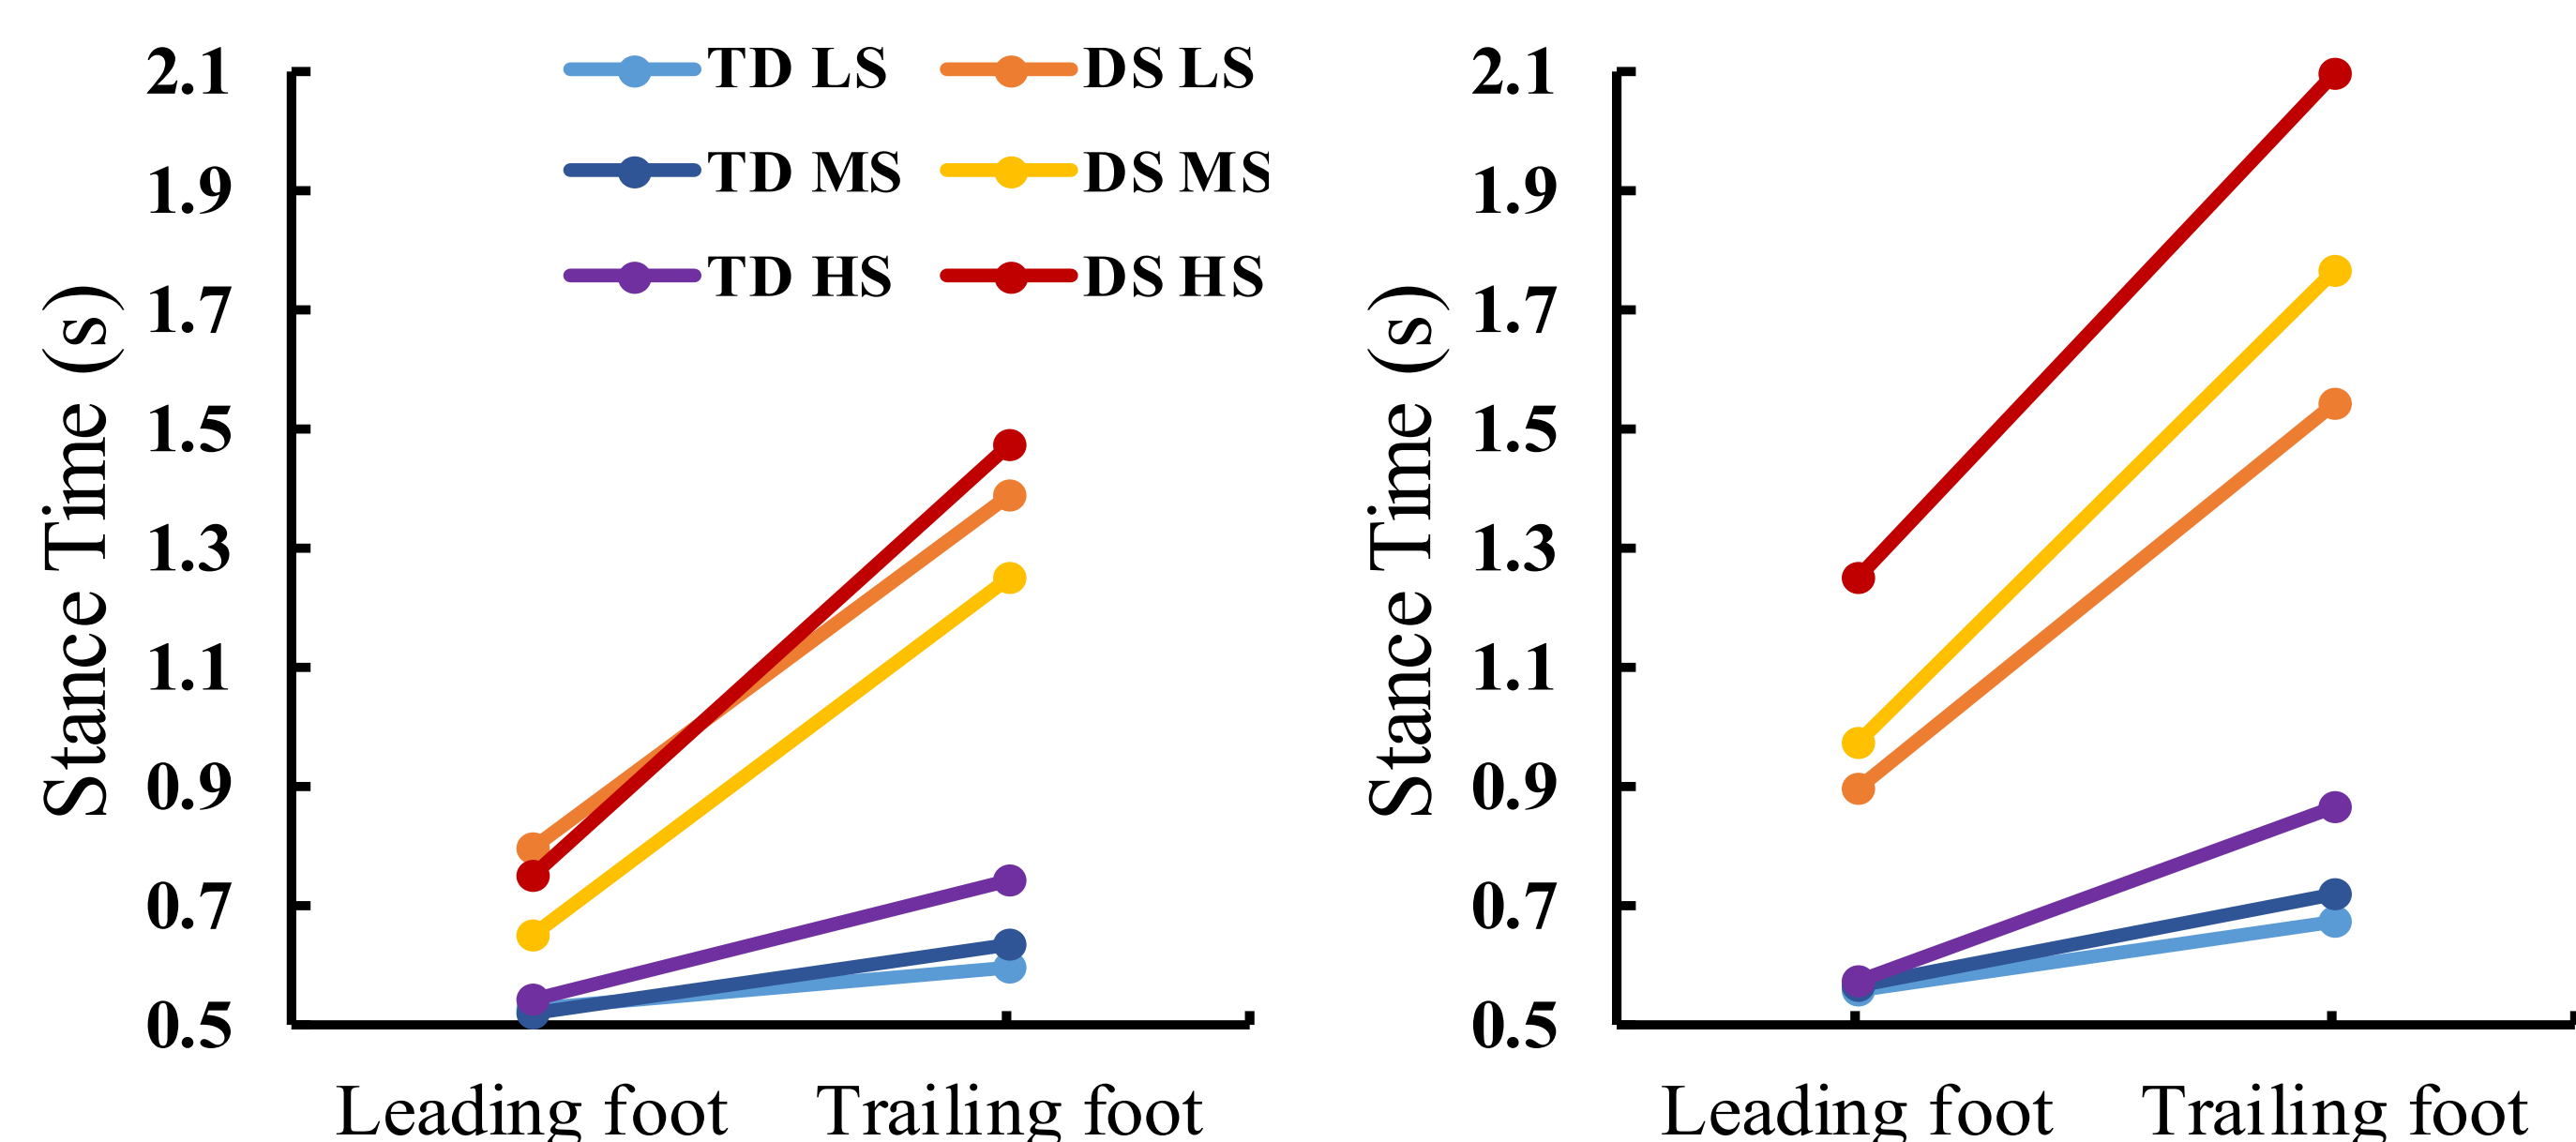 TD LS
DS LS
TD MS
DS MS
TD HS
DS HS
Stance Time (s)
2.1
1.9
1.7
1.5
1.3
1.1
0.9
0.7
0.5
Leading foot
Trailing foot
Stance Time (s)
2.1
1.9
1.7
1.5
1.3
1.1
0.9
0.7
0.5
Leading foot
Trailing foot